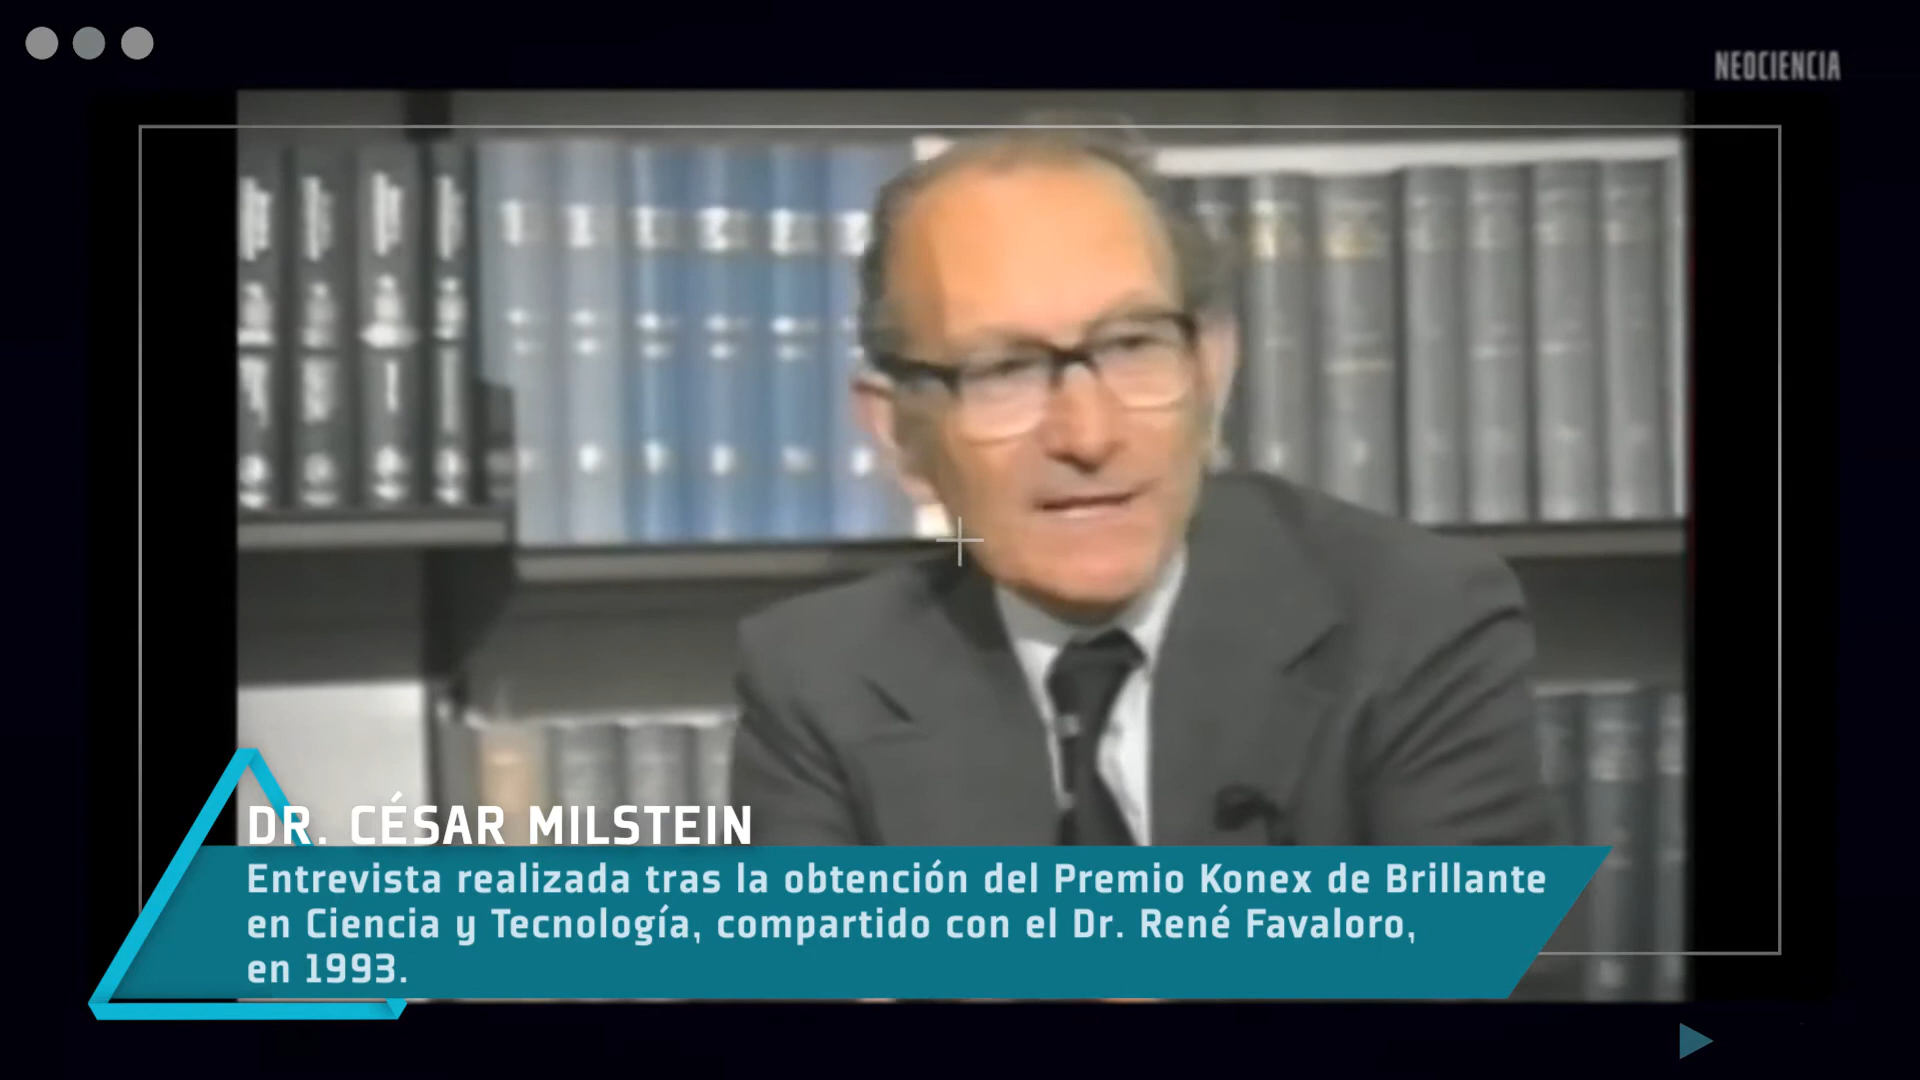 NEOCIENCIA
DR. CÉSAR MILSTEIN
Entrevista realizada tras la obtención del Premio Konex de Brillante
en Ciencia y Tecnología, compartido con el Dr. René Favaloro,
en 1993.